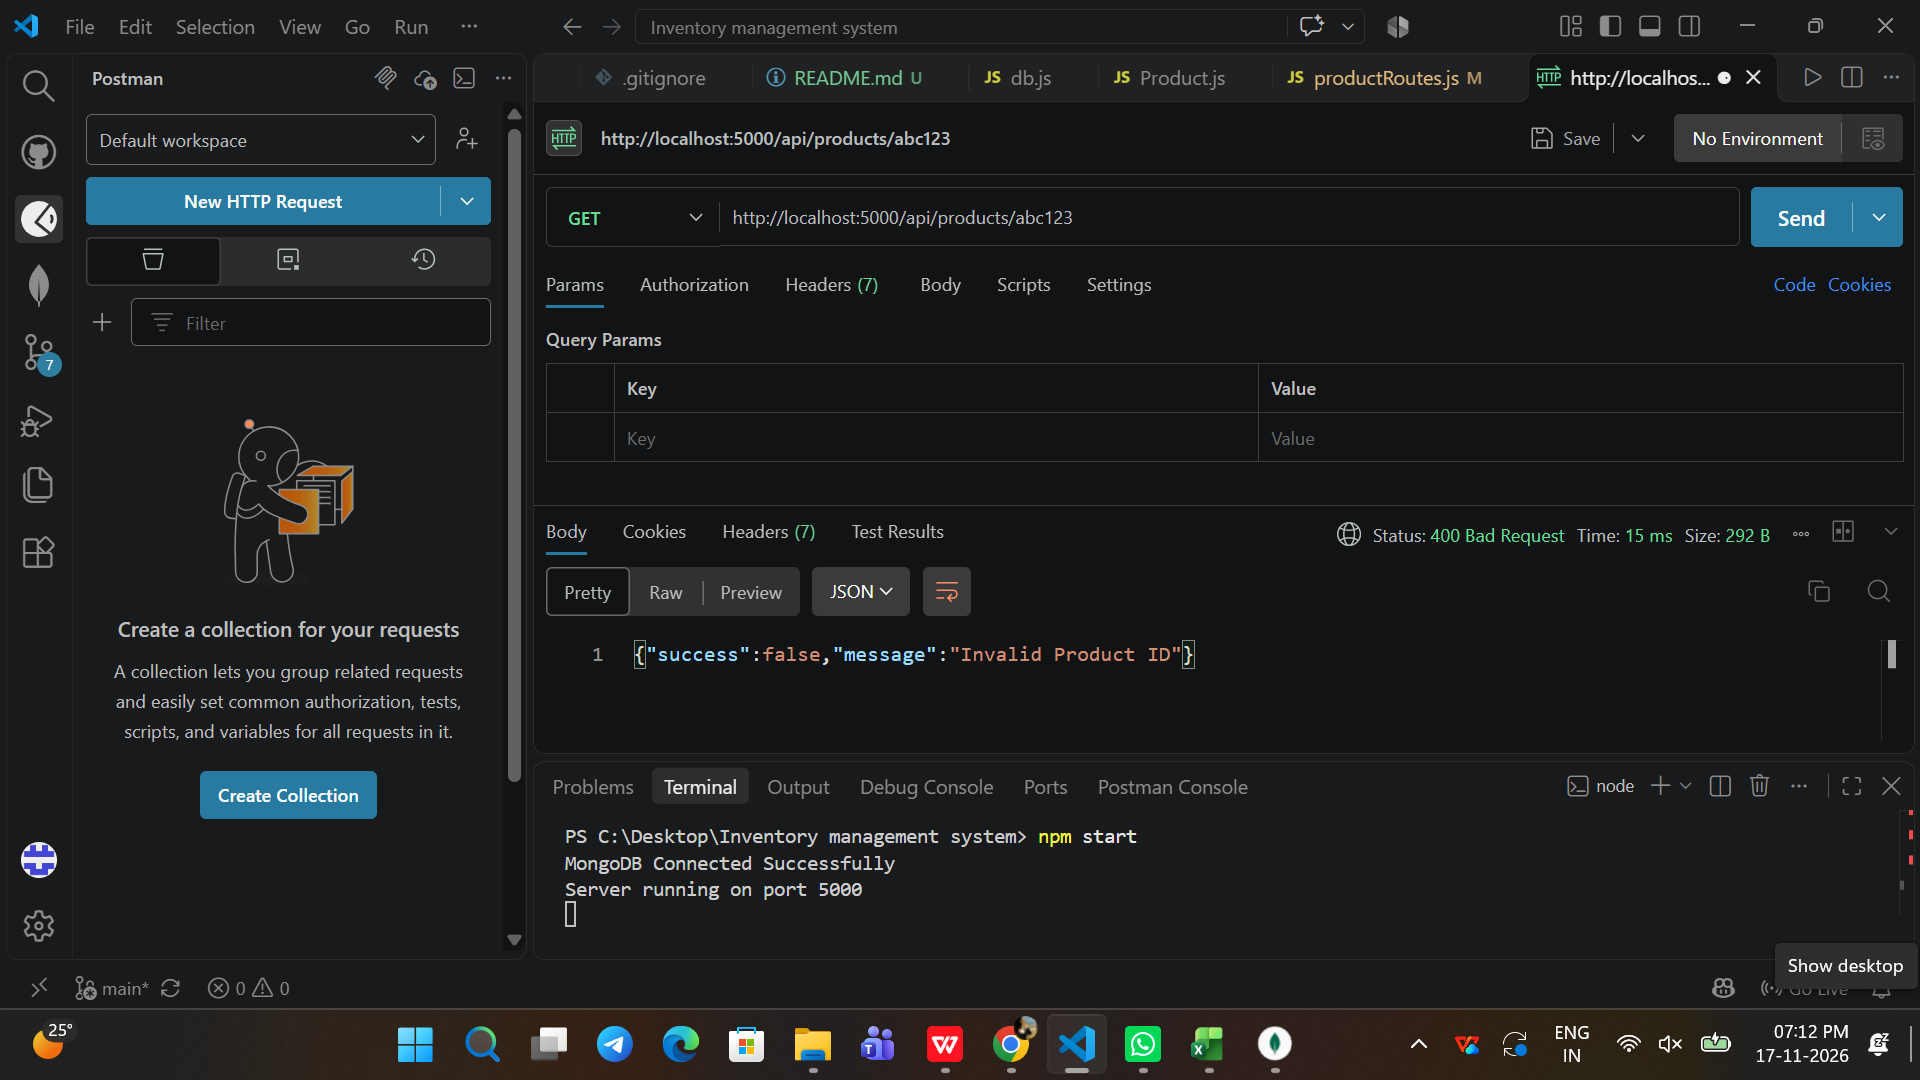 File Edit Selection View Go Run
Inventory management system
Postman
.gitignore README.md U db.js Product.js productRoutes.js M http://localhos...
Default workspace
New HTTP Request
Filter
7
Create a collection for your requests
A collection lets you group related requests
and easily set common authorization, tests,
scripts, and variables for all requests in it.
Create Collection
HTTP http://localhost:5000/api/products/abc123 Save No Environment
GET http://localhost:5000/api/products/abc123 Send
Params Authorization Headers (7) Body Scripts Settings Code Cookies
Query Params
Key Value
Key Value
Body Cookies Headers (7) Test Results Status: 400 Bad Request Time: 15 ms Size: 292 B
Pretty Raw Preview JSON
1 {"success":false,"message":"Invalid Product ID"}
Problems Terminal Output Debug Console Ports Postman Console node
PS C:\Desktop\Inventory management system> npm start
MongoDB Connected Successfully
Server running on port 5000
Show desktop
main* 0 0 Go Live
25°
ENG
IN
07:12 PM
17-11-2026